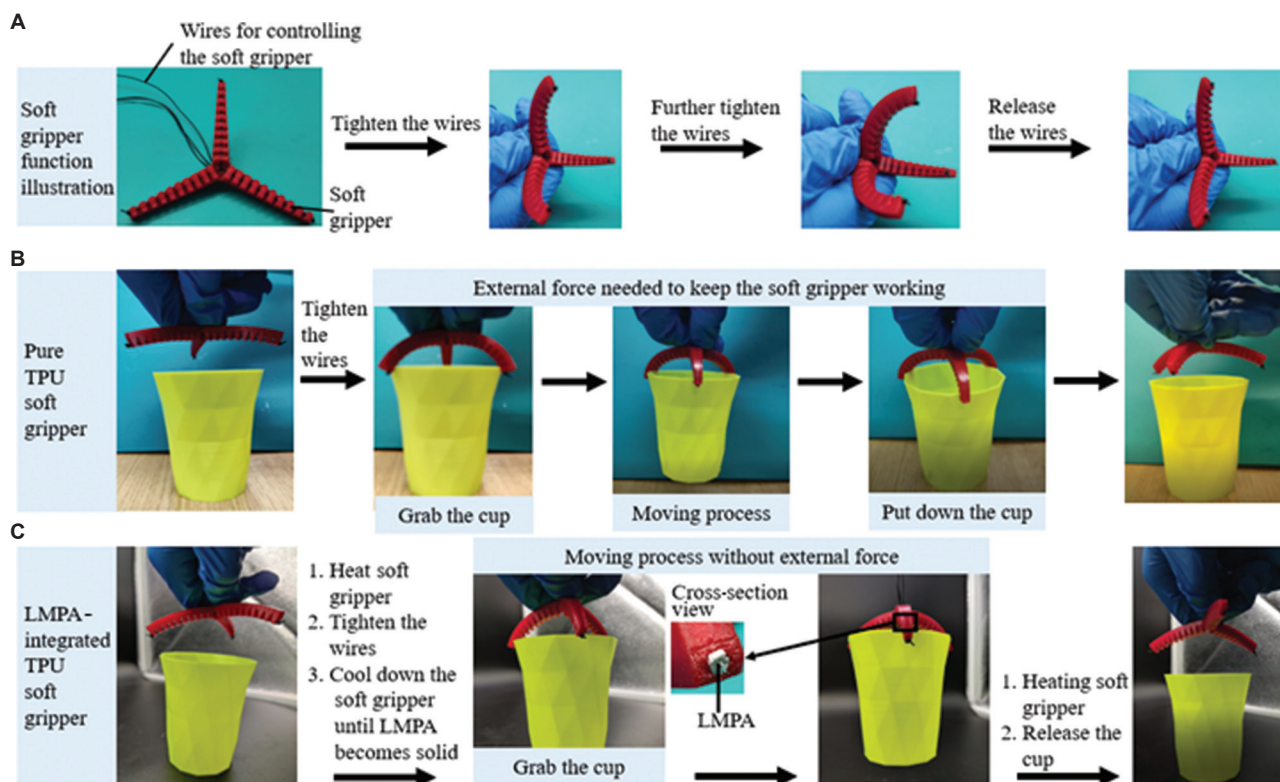 A
Wires for controlling
the soft gripper
Soft
gripper
function
illustration
Soft
gripper
Tighten the wires
Further tighten
the wires
Release
the wires
B
Pure
TPU
soft
gripper
Tighten
the
wires
External force needed to keep the soft gripper working
Grab the cup
Moving process
Put down the cup
C
LMPA-
integrated
TPU
soft
gripper
1. Heat soft
gripper
2. Tighten the
wires
3. Cool down the
soft gripper
until LMPA
becomes solid
Moving process without external force
Grab the cup
Cross-section
view
LMPA
1. Heating soft
gripper
2. Release the
cup